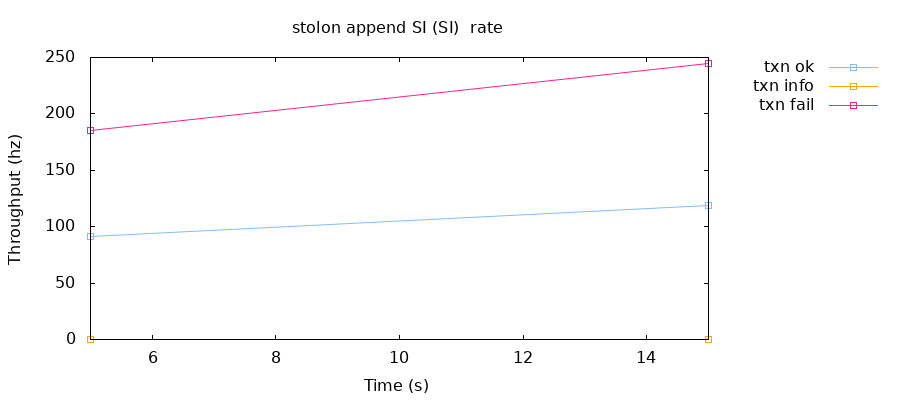 stolon append SI (SI)  rate
250
200
150
100
50
0
Throughput (hz)
6 8 10 12 14
Time (s)
txn ok
txn info
txn fail